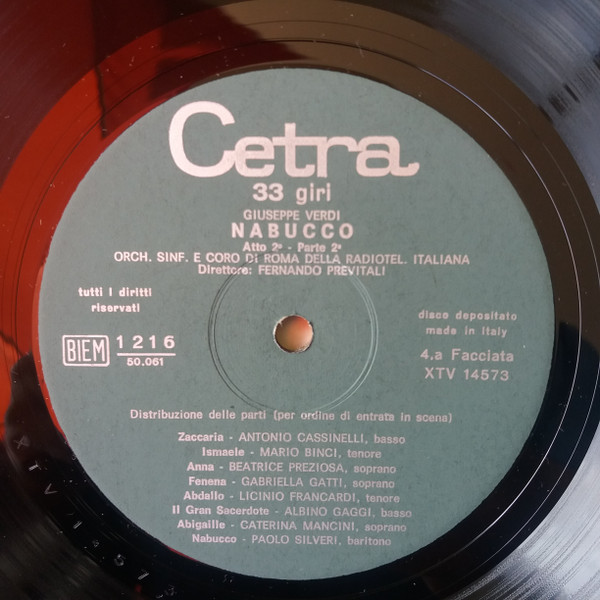 Cetra
33 giri
GIUSEPPE VERDI
NABUCCO
Atto 2° - Parte 2ª
ORCH. SINF. E CORO DI ROMA DELLA RADIOTEL. ITALIANA
Direttore: FERNANDO PREVITALI
tutti i diritti
riservati
BIEM
1216
50.061
disco depositato
made in Italy
4.a Facciata
XTV 14573
Distribuzione delle parti (per ordine di entrata in scena)
Zaccaria - ANTONIO CASSINELLI, basso
Ismaele - MARIO BINCI, tenore
Anna - BEATRICE PREZIOSA, soprano
Fenena - GABRIELLA GATTI, soprano
Abdallo - LICINIO FRANCARDI, tenore
Il Gran Sacerdote - ALBINO GAGGI, basso
Abigaille - CATERINA MANCINI, soprano
Nabucco - PAOLO SILVERI, baritono